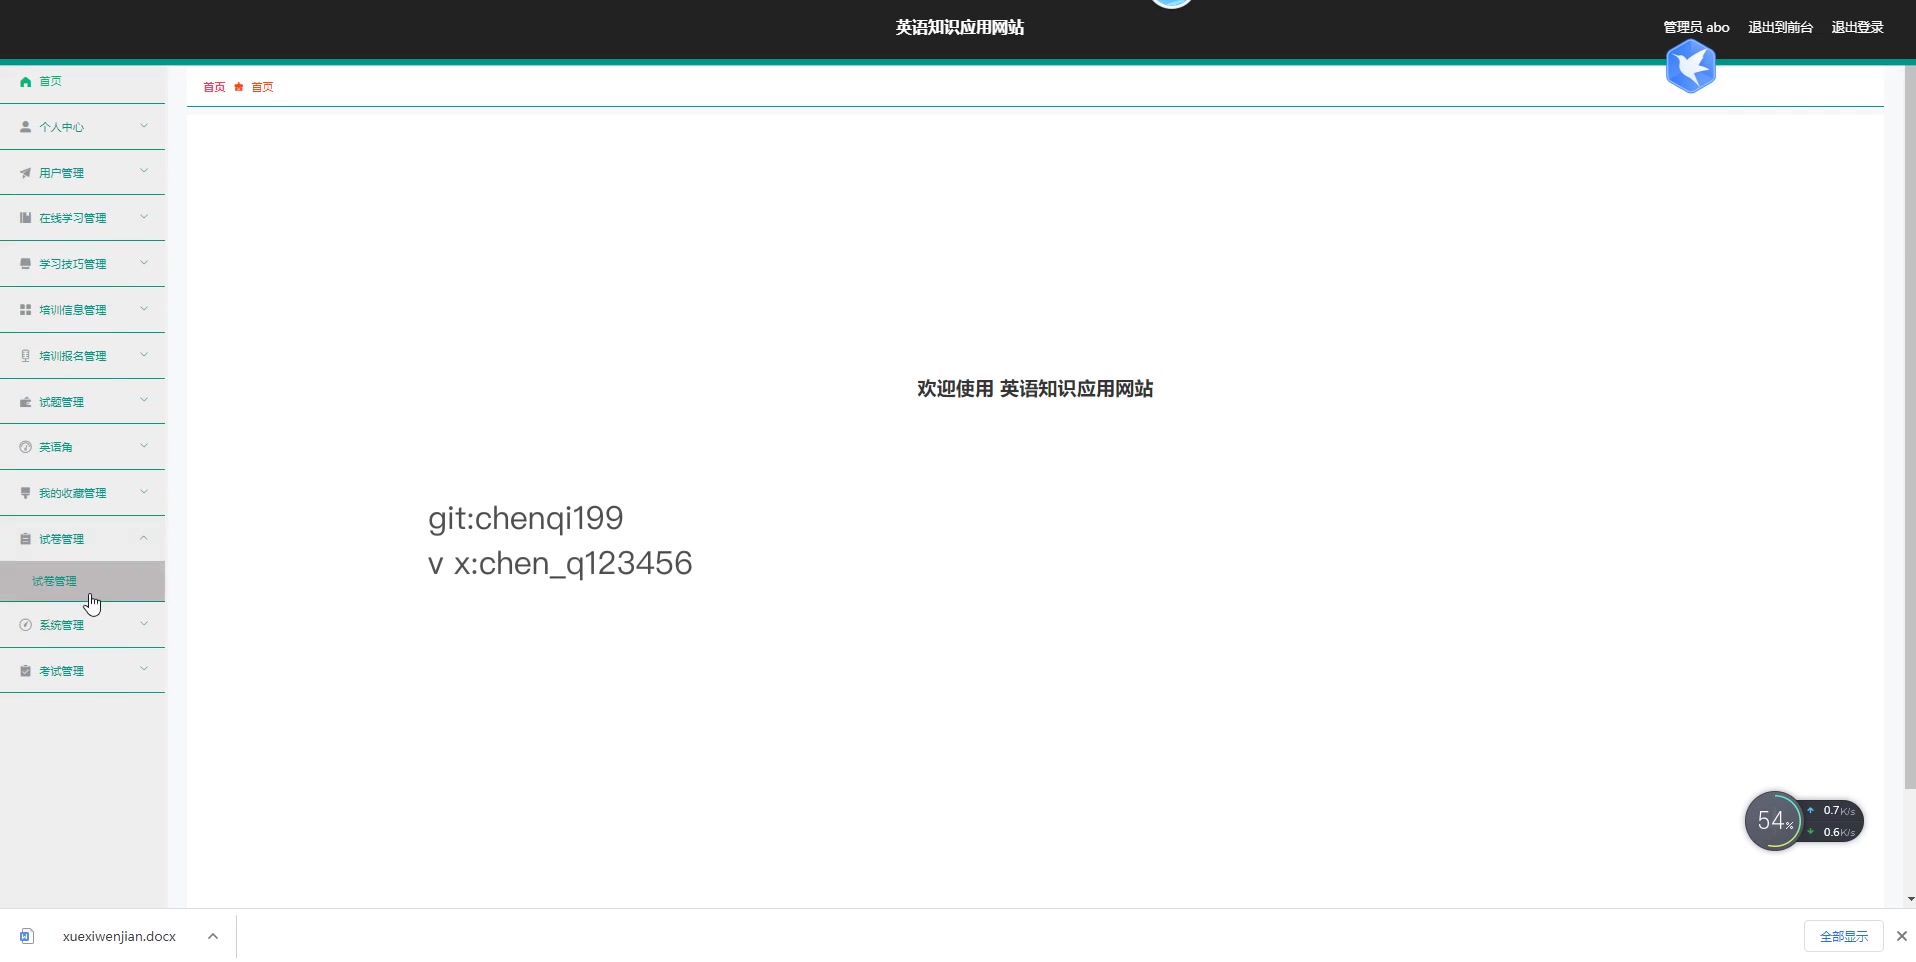 英语知识应用网站
管理员 abo 退出到前台 退出登录
首页
个人中心
用户管理
在线学习管理
学习技巧管理
培训信息管理
培训报名管理
试题管理
英语角
我的收藏管理
试卷管理
试卷管理
系统管理
考试管理
首页 首页
欢迎使用 英语知识应用网站
git:chenqi199
v x:chen_q123456
54%
0.7K/s
0.6K/s
xuexiwenjian.docx
全部显示